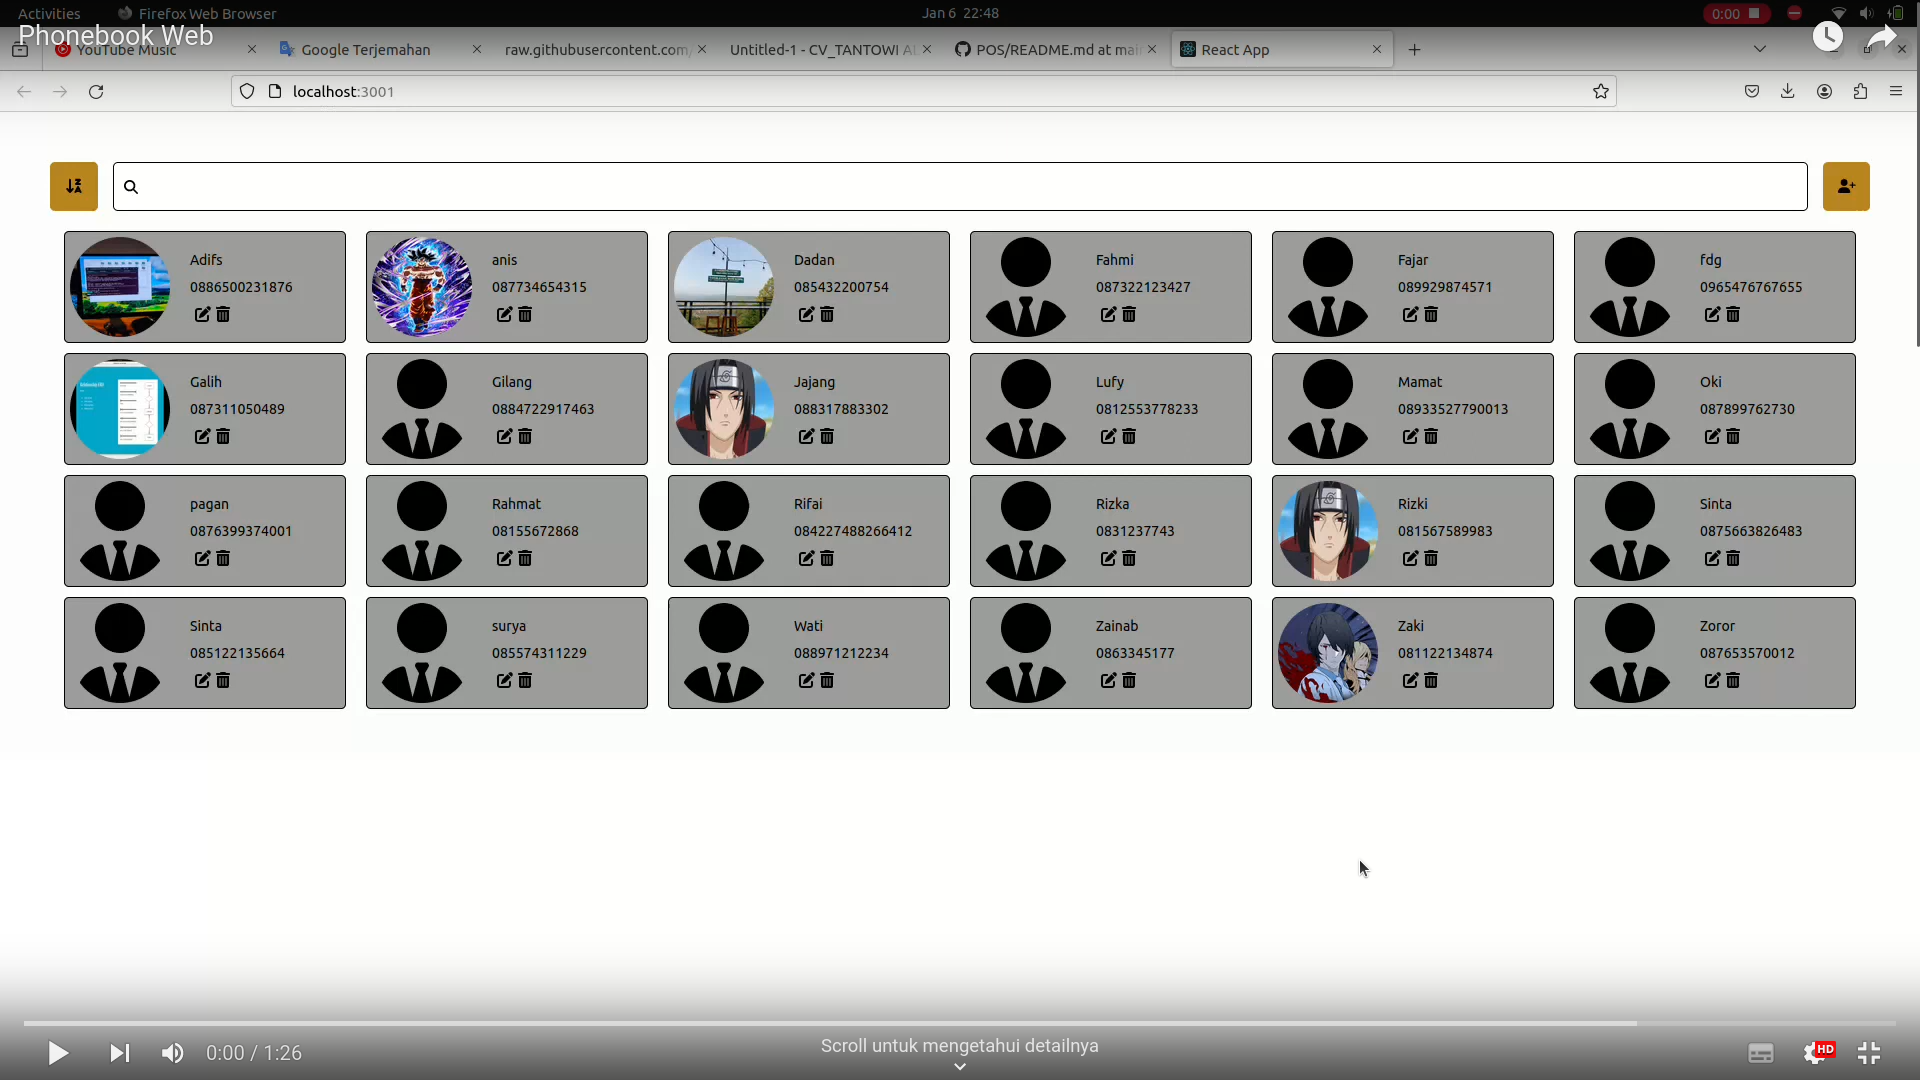 Activities
Firefox Web Browser
Jan 6 22:48
0:00
Phonebook Web
YouTube Music
Google Terjemahan
raw.githubusercontent.com/
Untitled-1 - CV_TANTOWI AL
POS/README.md at main
React App
localhost:3001
Adifs
0886500231876
anis
087734654315
Dadan
085432200754
Fahmi
087322123427
Fajar
089929874571
fdg
0965476767655
Galih
087311050489
Gilang
0884722917463
Jajang
088317883302
Lufy
0812553778233
Mamat
08933527790013
Oki
087899762730
pagan
0876399374001
Rahmat
08155672868
Rifai
084227488266412
Rizka
0831237743
Rizki
081567589983
Sinta
0875663826483
Sinta
085122135664
surya
085574311229
Wati
088971212234
Zainab
0863345177
Zaki
081122134874
Zoror
087653570012
0:00 / 1:26
Scroll untuk mengetahui detailnya
HD